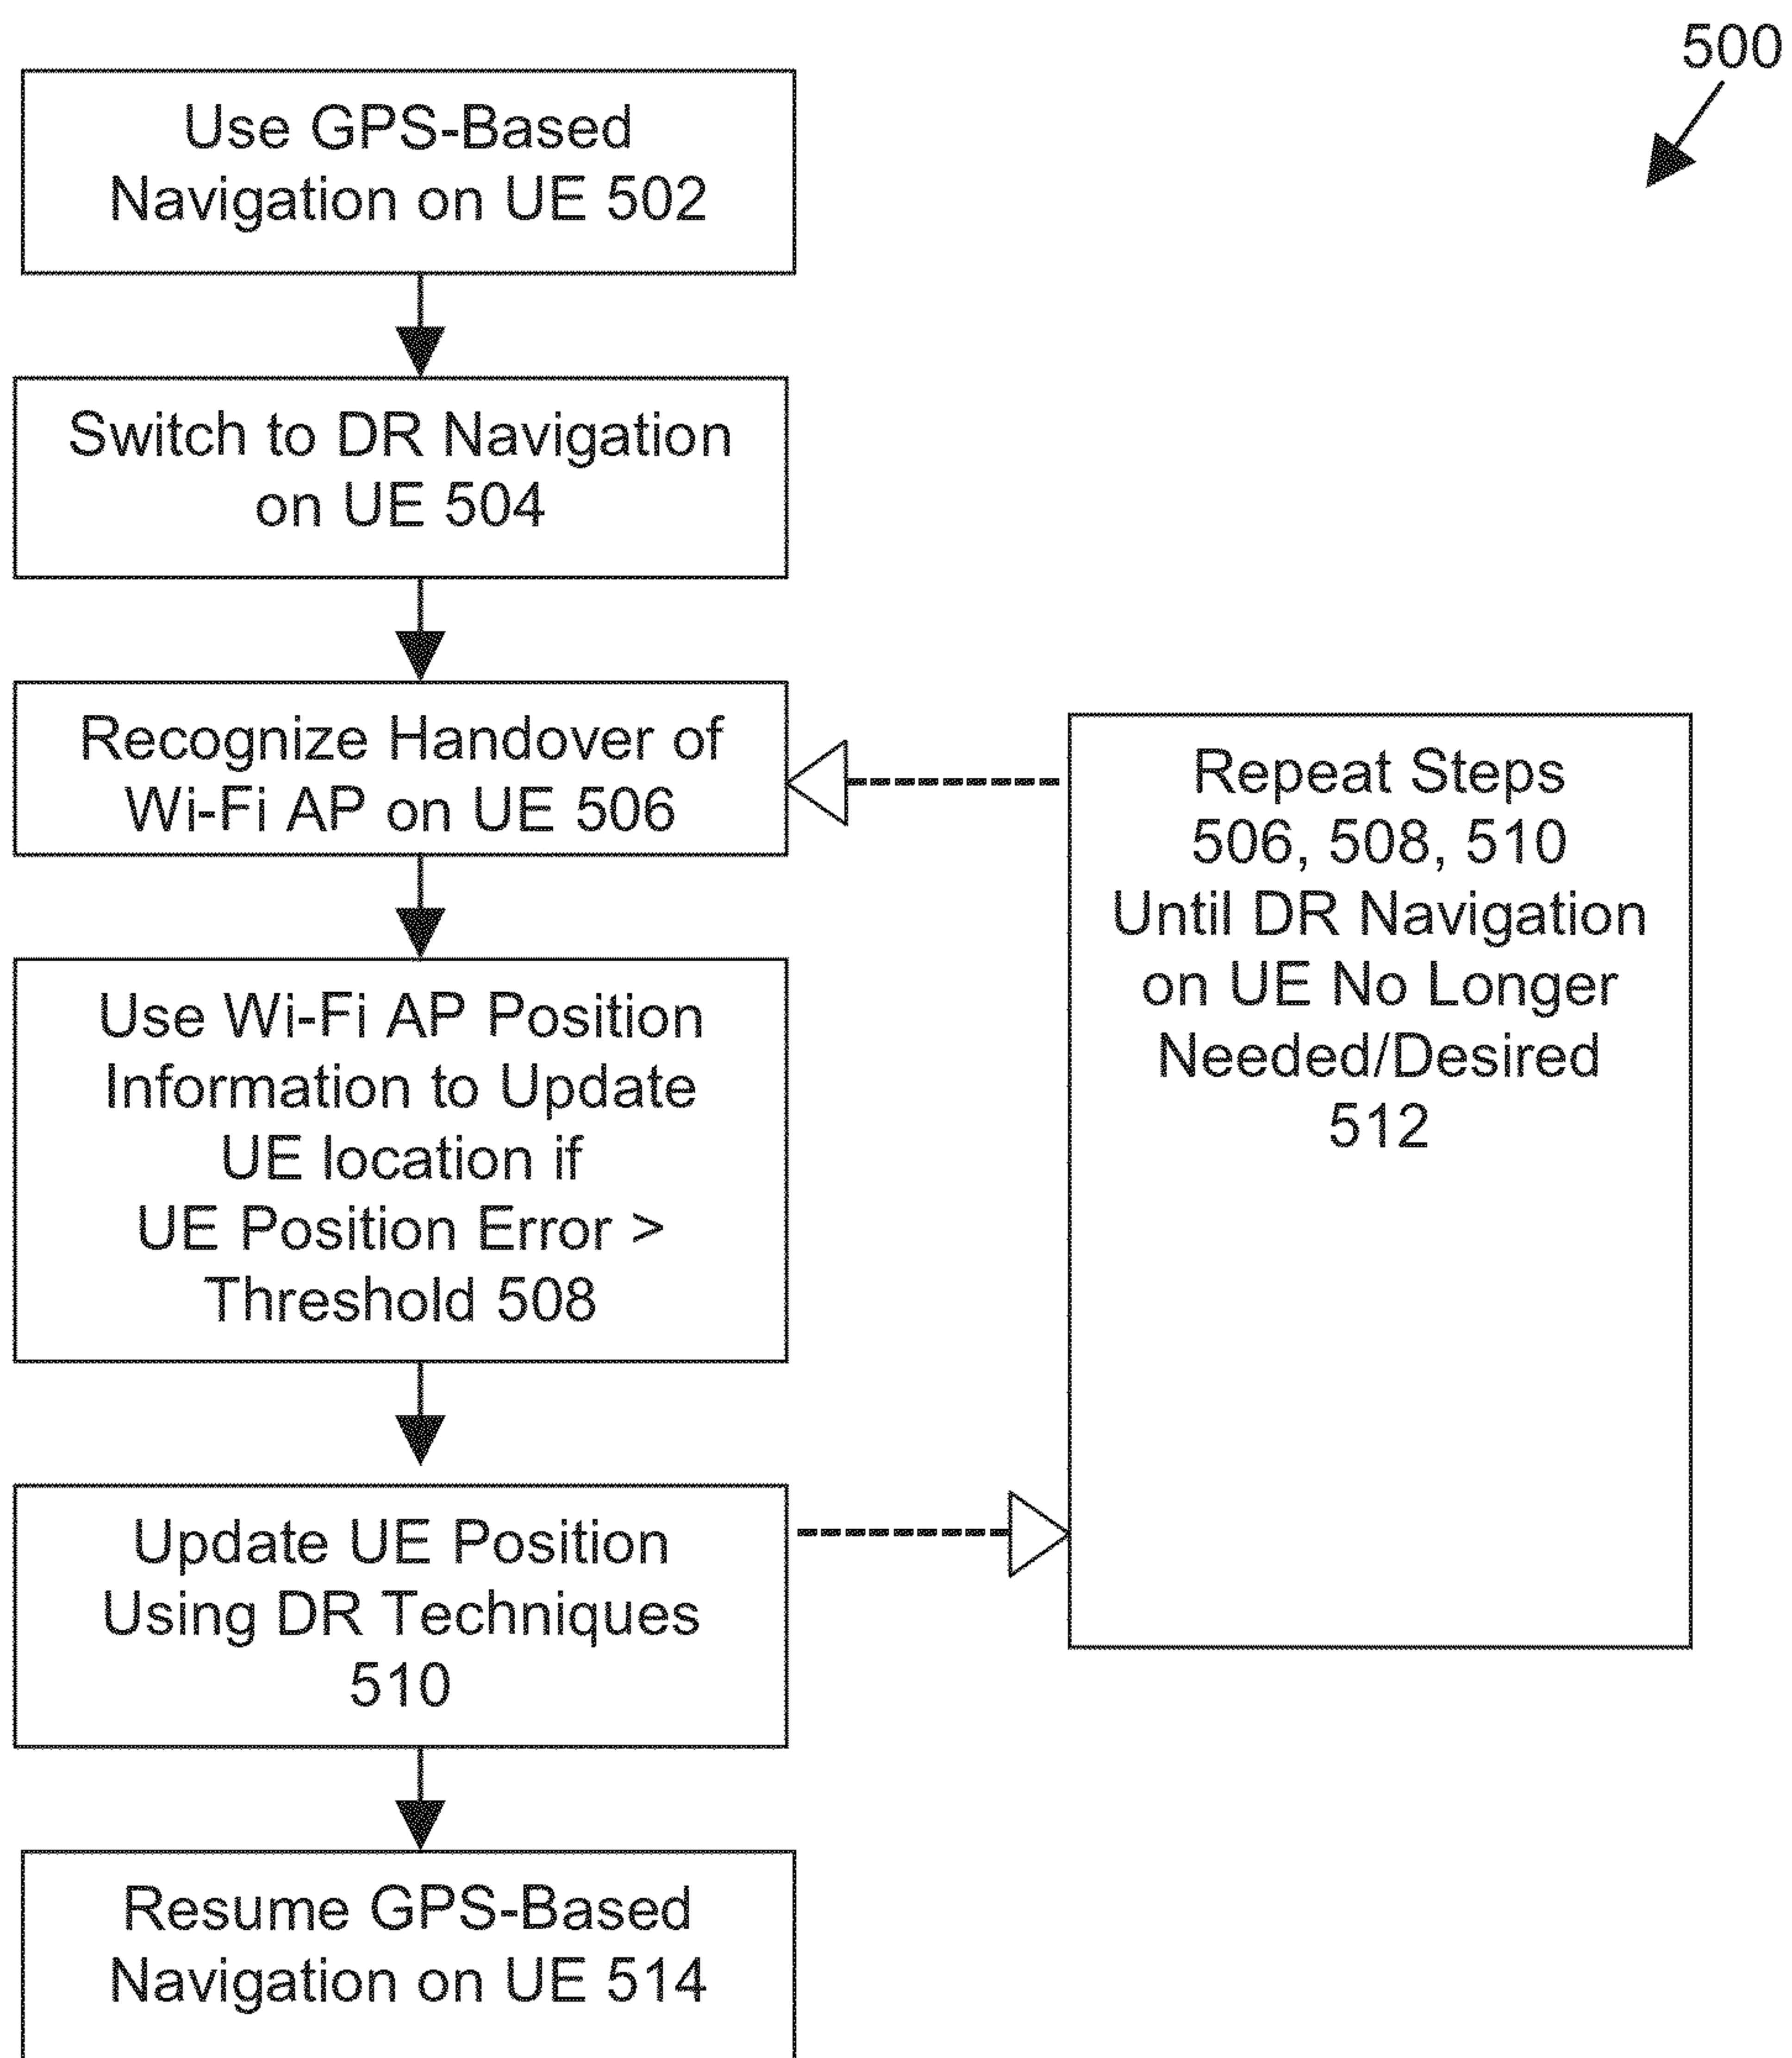 500
Use GPS-Based
Navigation on UE 502
Switch to DR Navigation
on UE 504
Recognize Handover of
Wi-Fi AP on UE 506
Use Wi-Fi AP Position
Information to Update
UE location if
UE Position Error >
Threshold 508
Update UE Position
Using DR Techniques
510
Repeat Steps
506, 508, 510
Until DR Navigation
on UE No Longer
Needed/Desired
512
Resume GPS-Based
Navigation on UE 514